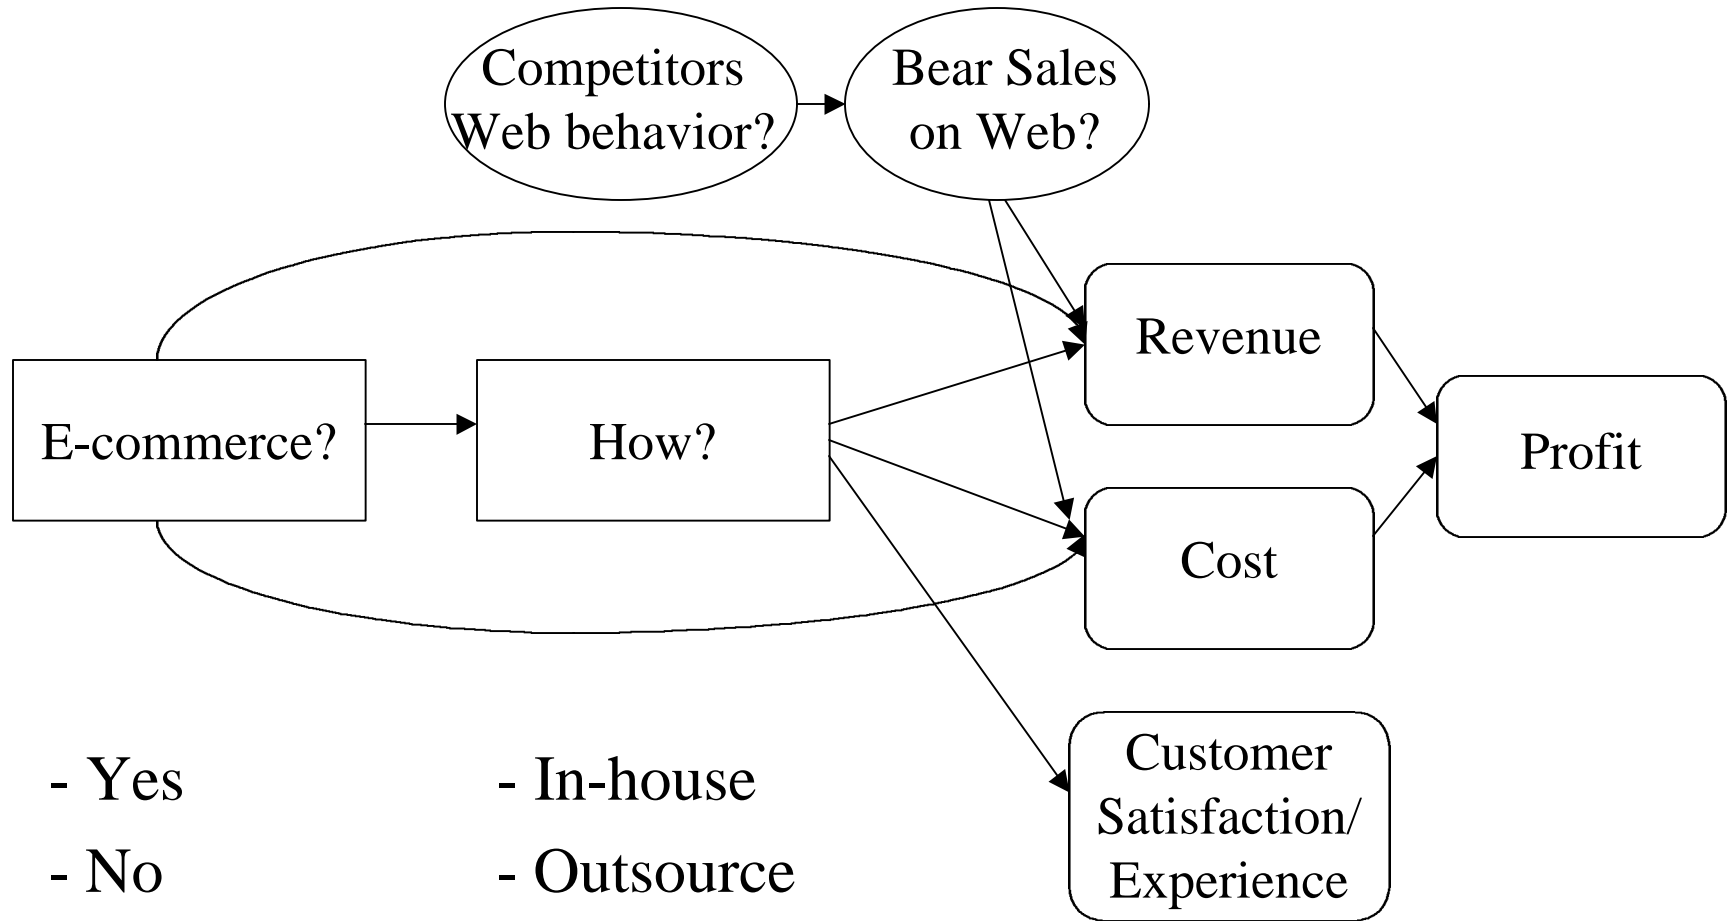 Competitors
Web behavior?
Bear Sales
on Web?
Revenue
E-commerce?
How?
Profit
Cost
Customer
Satisfaction/
Experience
- Yes
- No
- In-house
- Outsource